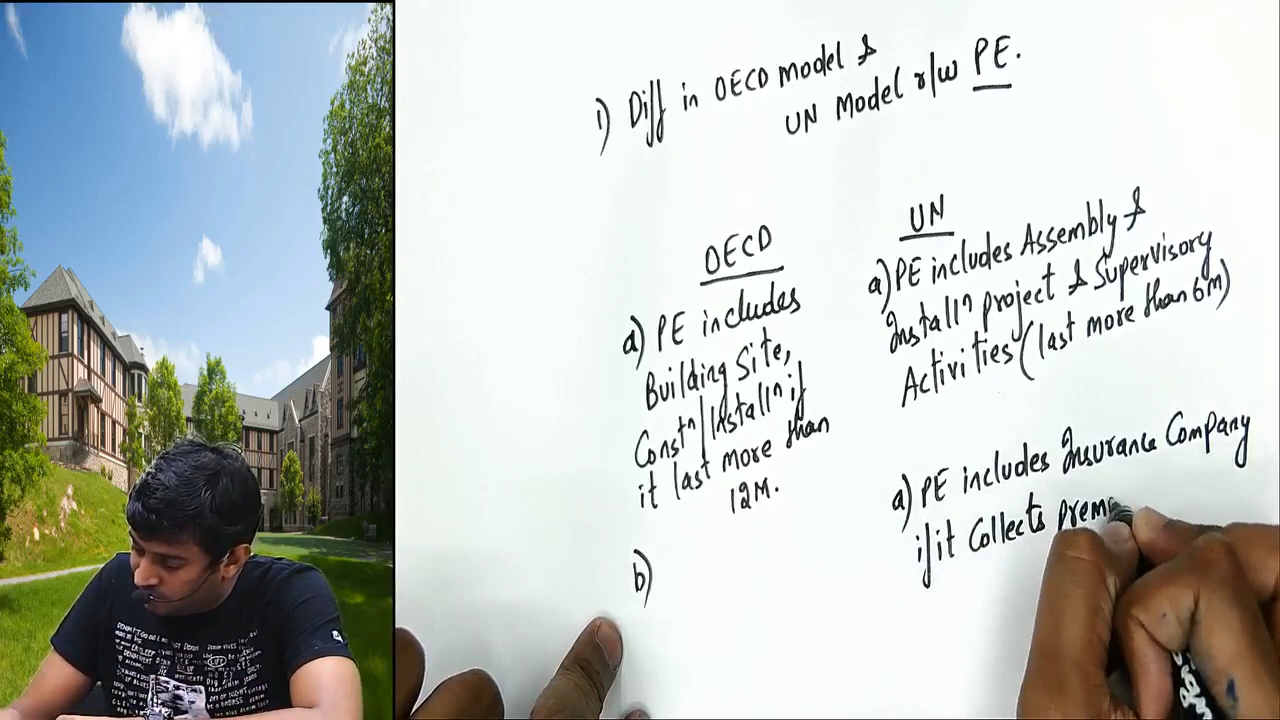 1) Diff in OECD model &
UN Model r/w PE.
OECD
a) PE includes
Building Site,
Constn/Installn if
it last more than
12M.
b)
UN
a) PE includes Assembly &
Installn project & Supervisory
Activities (last more than 6M)
a) PE includes Insurance Company
if it Collects prem